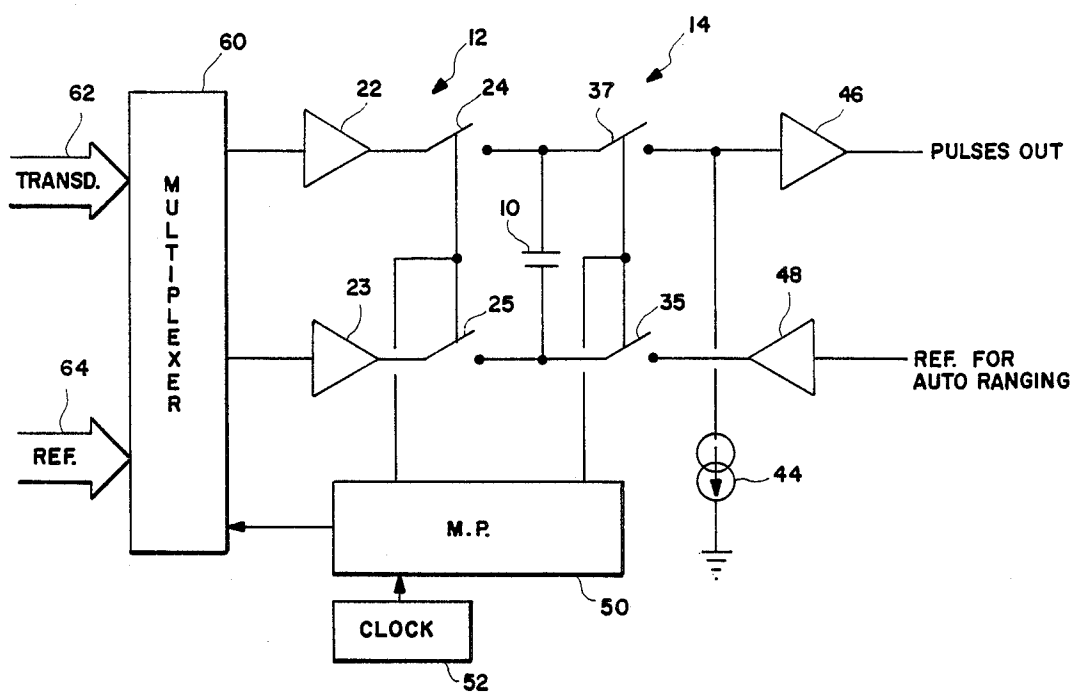 12
14
60
62
22
24
37
46
TRANSD.
MULTIPLEXER
PULSES OUT
10
23
25
35
48
64
REF. FOR
AUTO RANGING
REF.
44
M.P.
50
CLOCK
52